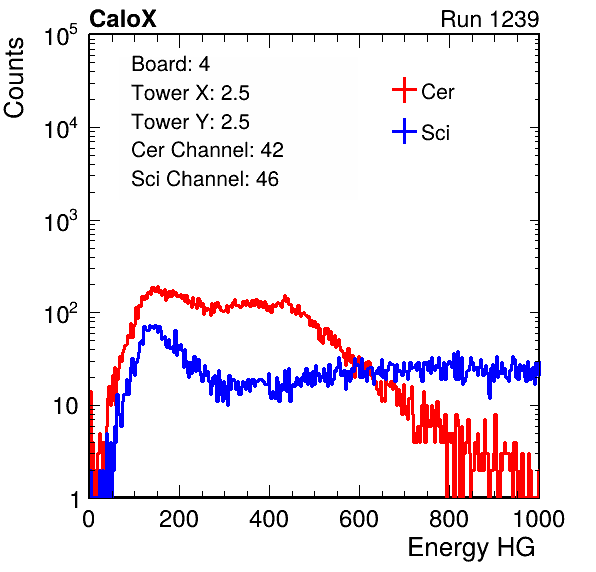 CaloX Run 1239
Counts
Board: 4
Tower X: 2.5
Tower Y: 2.5
Cer Channel: 42
Sci Channel: 46
Cer
Sci
10^5
10^4
10^3
10^2
10
1
0 200 400 600 800 1000
Energy HG